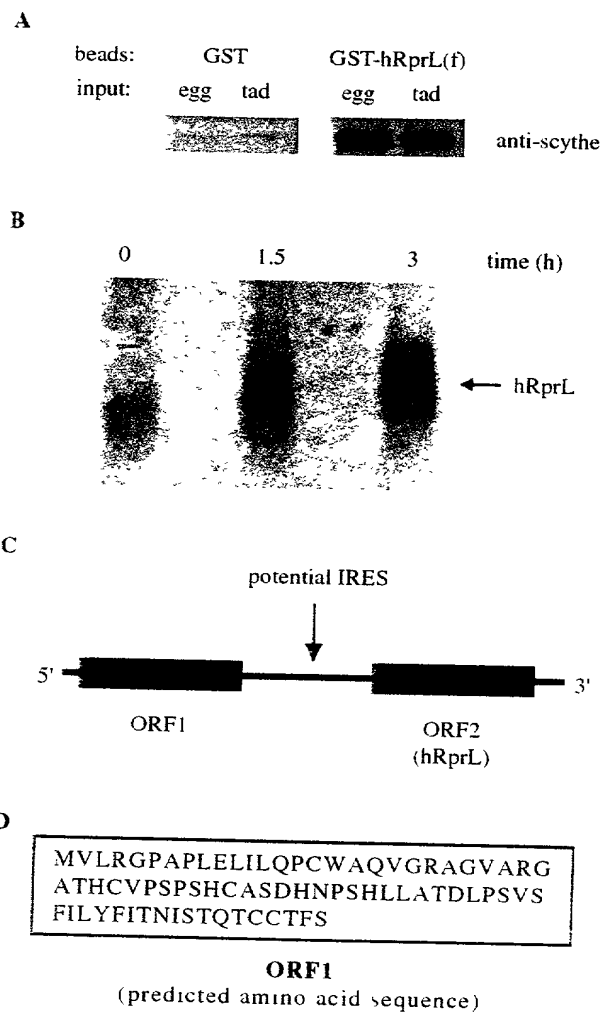 A
beads: GST GST-hRprL(f)
input: egg tad egg tad
anti-scythe
B
0 1.5 3 time (h)
hRprL
C
potential IRES
5' 3'
ORF1 ORF2
(hRprL)
D
MVLRGPAPLELILQPCWAQVGRAGVARG
ATHCVPSPSHCASDHNPSHLLATDLPSVS
FILYFITNISTQTCCTFS
ORF1
(predicted amino acid sequence)